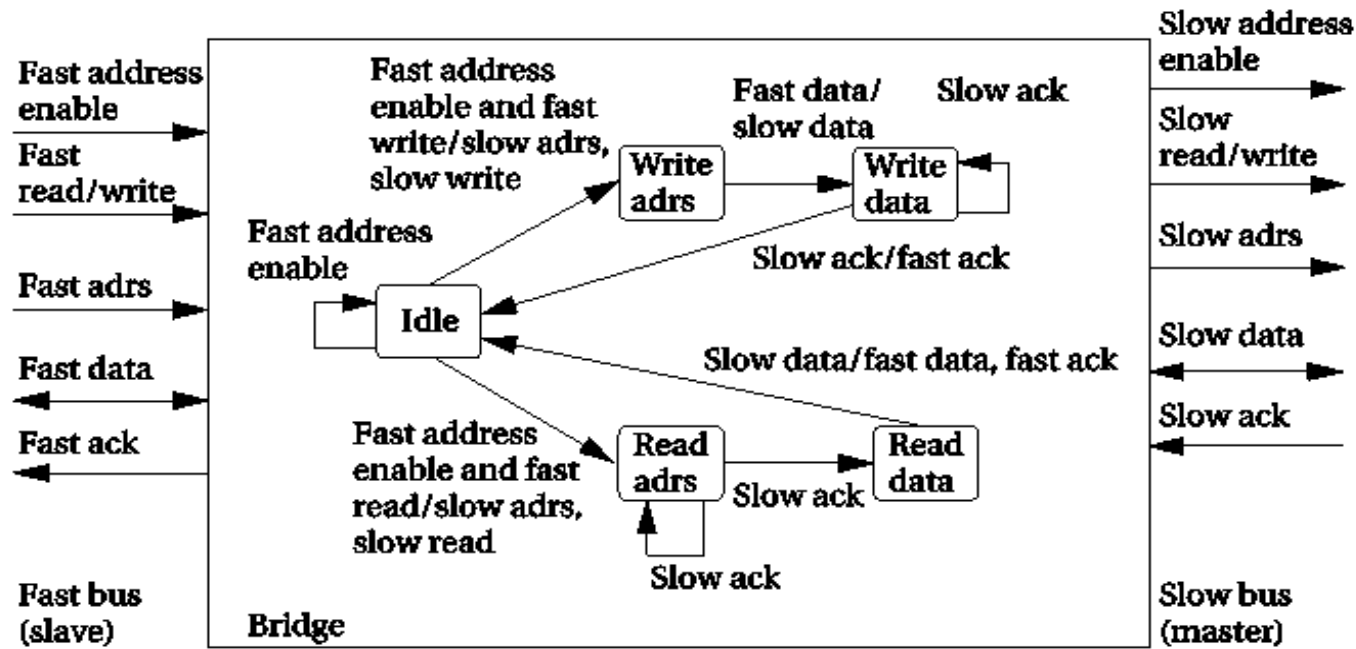 Fast address
enable
Fast
read/write
Fast adrs
Fast data
Fast ack
Fast bus
(slave)
Fast address
enable and fast
write/slow adrs,
slow write
Fast data/
slow data
Slow ack
Write
adrs
Write
data
Fast address
enable
Slow ack/fast ack
Idle
Slow data/fast data, fast ack
Fast address
enable and fast
read/slow adrs,
slow read
Read
adrs
Slow ack
Read
data
Slow ack
Bridge
Slow address
enable
Slow
read/write
Slow adrs
Slow data
Slow ack
Slow bus
(master)